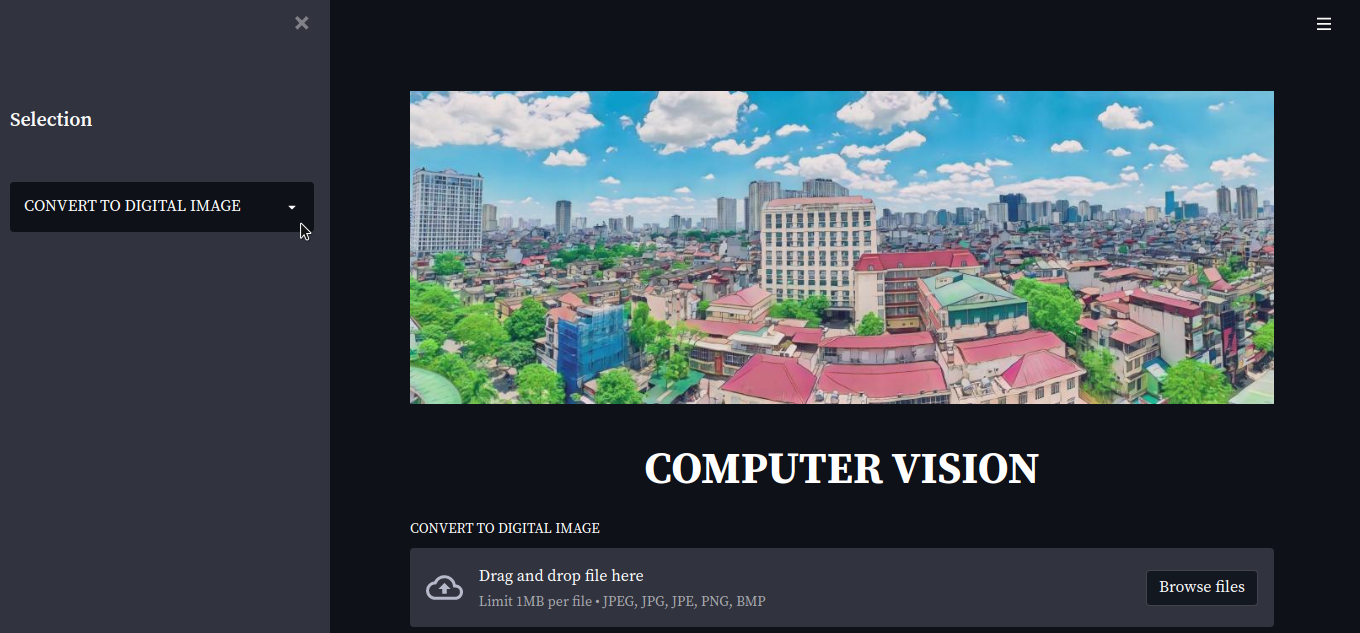 Selection
CONVERT TO DIGITAL IMAGE
COMPUTER VISION
CONVERT TO DIGITAL IMAGE
Drag and drop file here
Limit 1MB per file • JPEG, JPG, JPE, PNG, BMP
Browse files